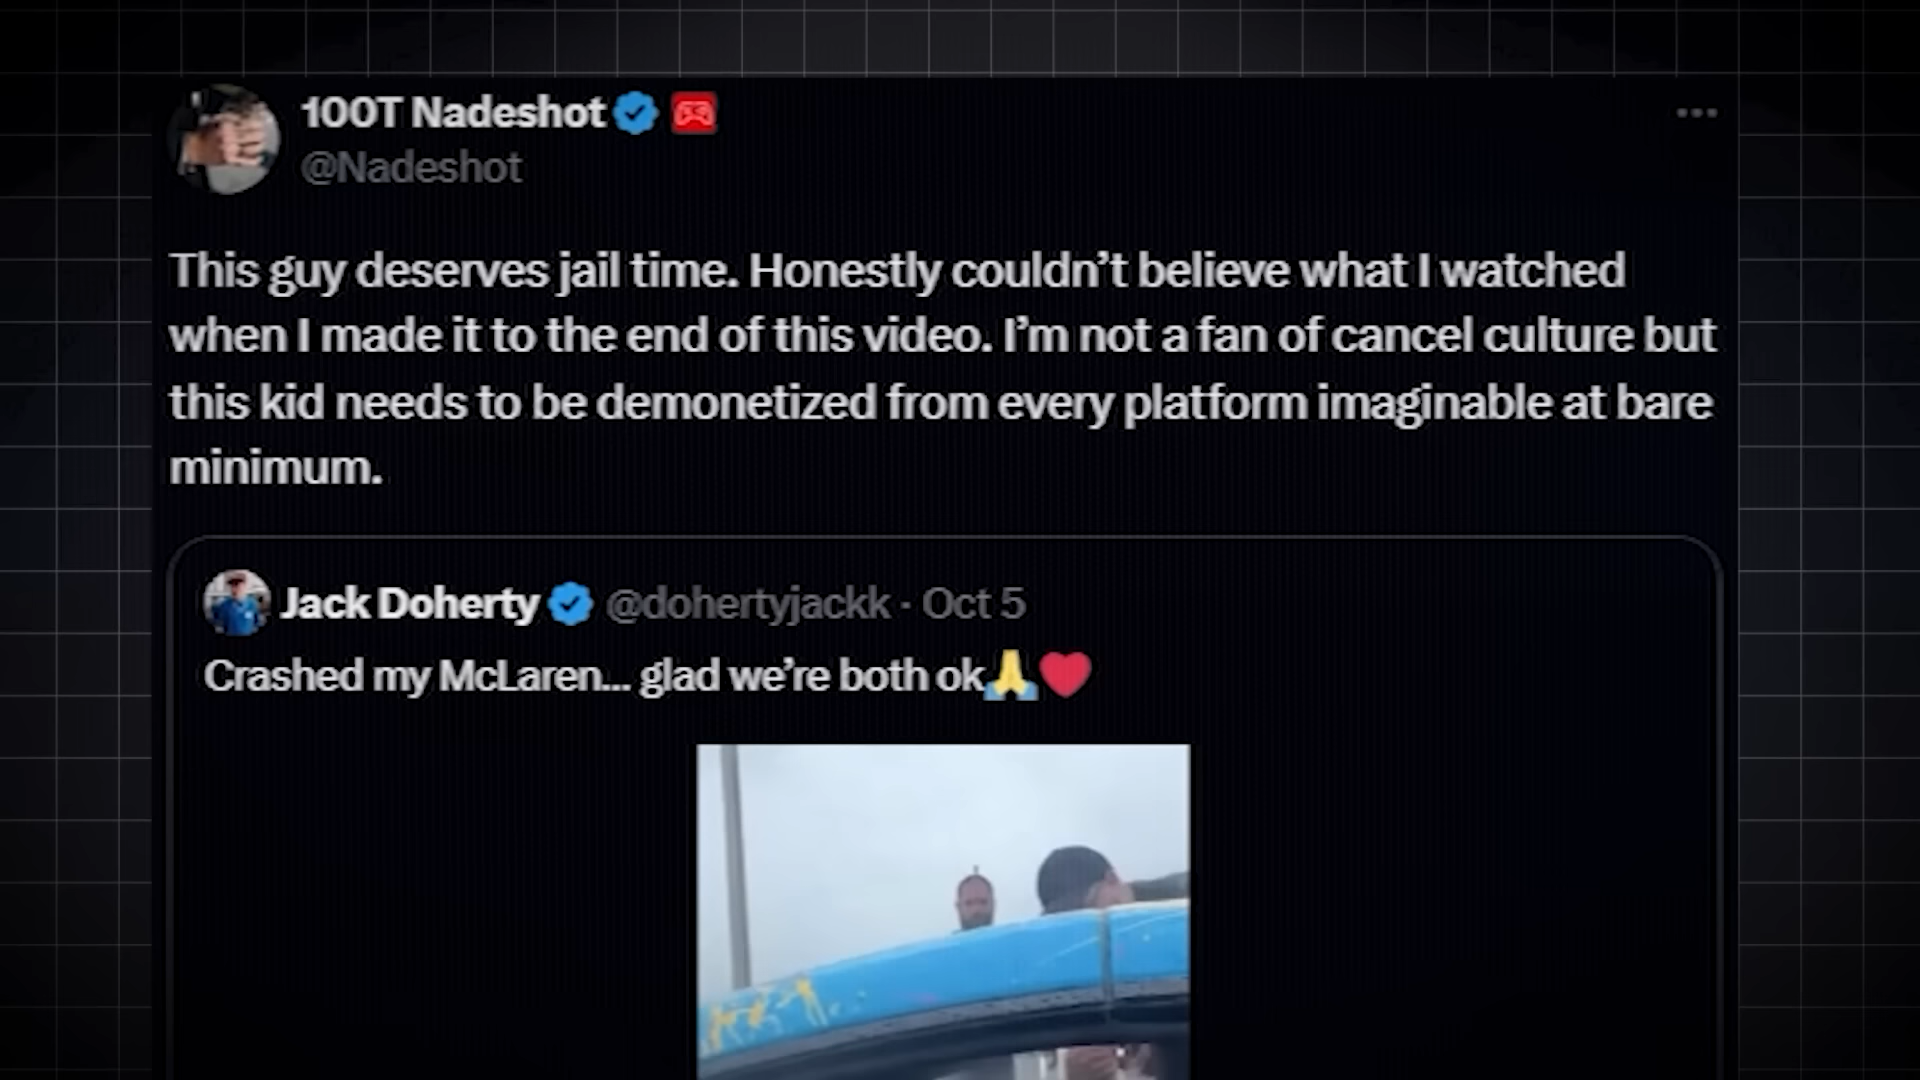 100T Nadeshot
@Nadeshot
This guy deserves jail time. Honestly couldn’t believe what I watched
when I made it to the end of this video. I’m not a fan of cancel culture but
this kid needs to be demonetized from every platform imaginable at bare
minimum.
Jack Doherty @dohertyjackk · Oct 5
Crashed my McLaren... glad we’re both ok🙏❤️